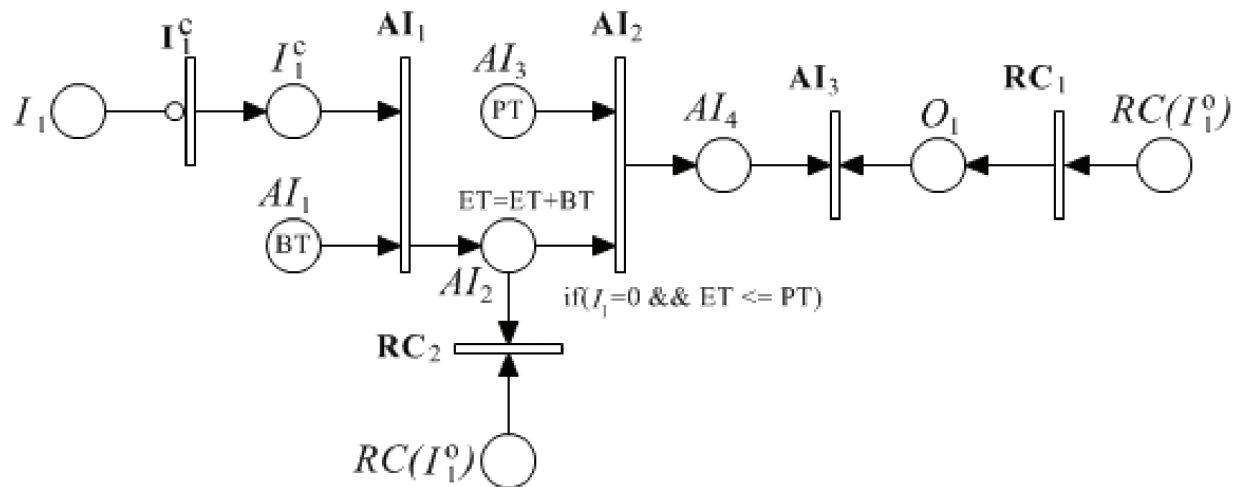 I₁ᶜ
AI₁
AI₂
I₁
I₁ᶜ
AI₃
PT
AI₄
AI₃
O₁
RC₁
RC(I₁ᵒ)
AI₁
BT
ET=ET+BT
AI₂
if(I₁=0 && ET <= PT)
RC₂
RC(I₁ᵒ)